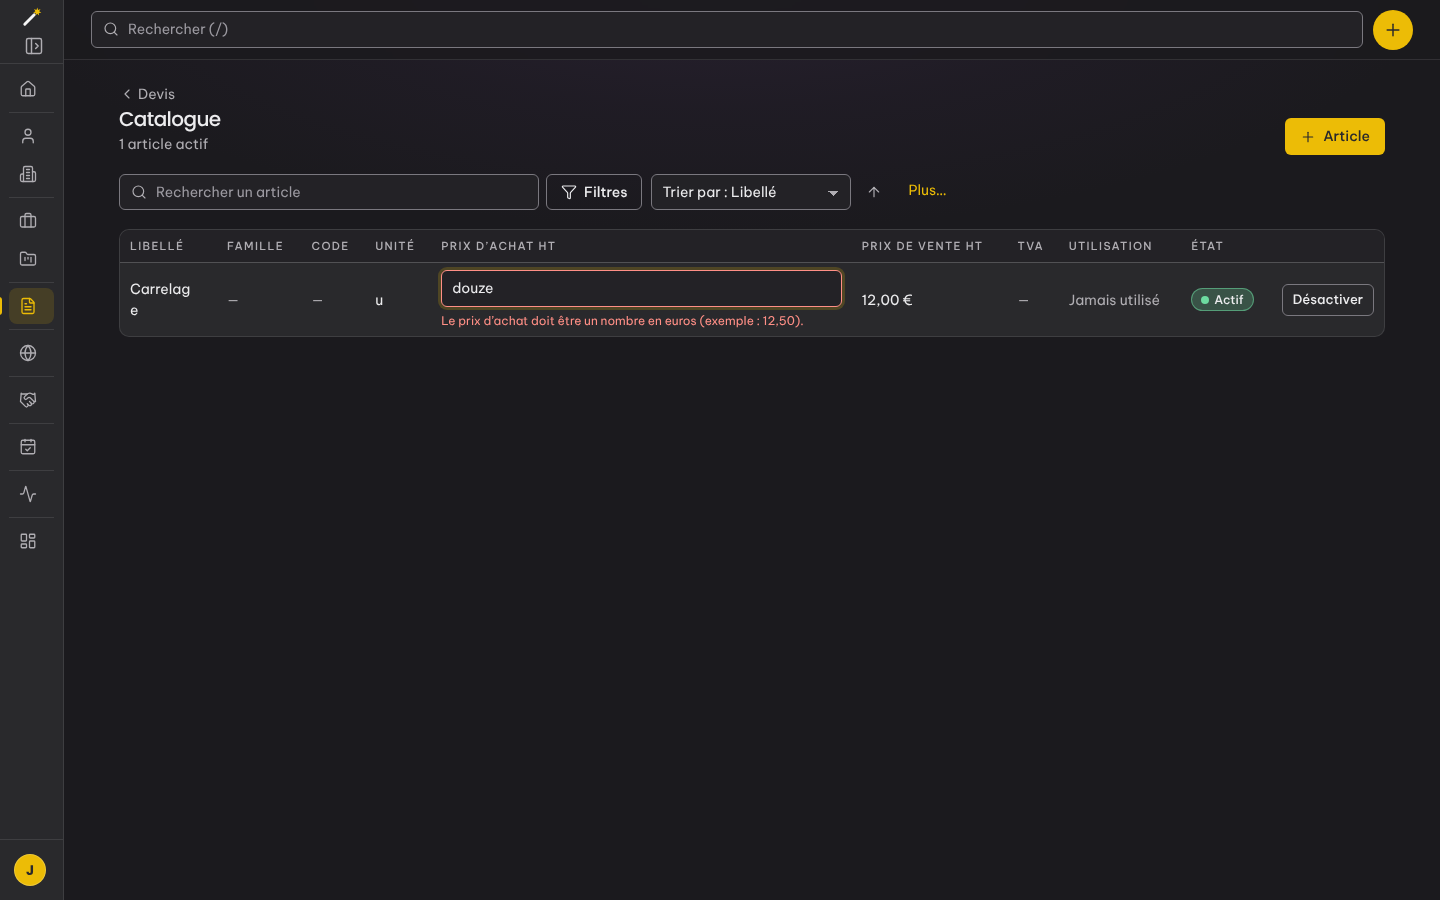 Rechercher (/)
Devis
Catalogue
1 article actif
Article
Rechercher un article
Filtres
Trier par : Libellé
Plus…
LIBELLÉ FAMILLE CODE UNITÉ PRIX D’ACHAT HT PRIX DE VENTE HT TVA UTILISATION ÉTAT
Carrelag
e
— — u douze 12,00 € — Jamais utilisé Actif Désactiver
Le prix d’achat doit être un nombre en euros (exemple : 12,50).
J